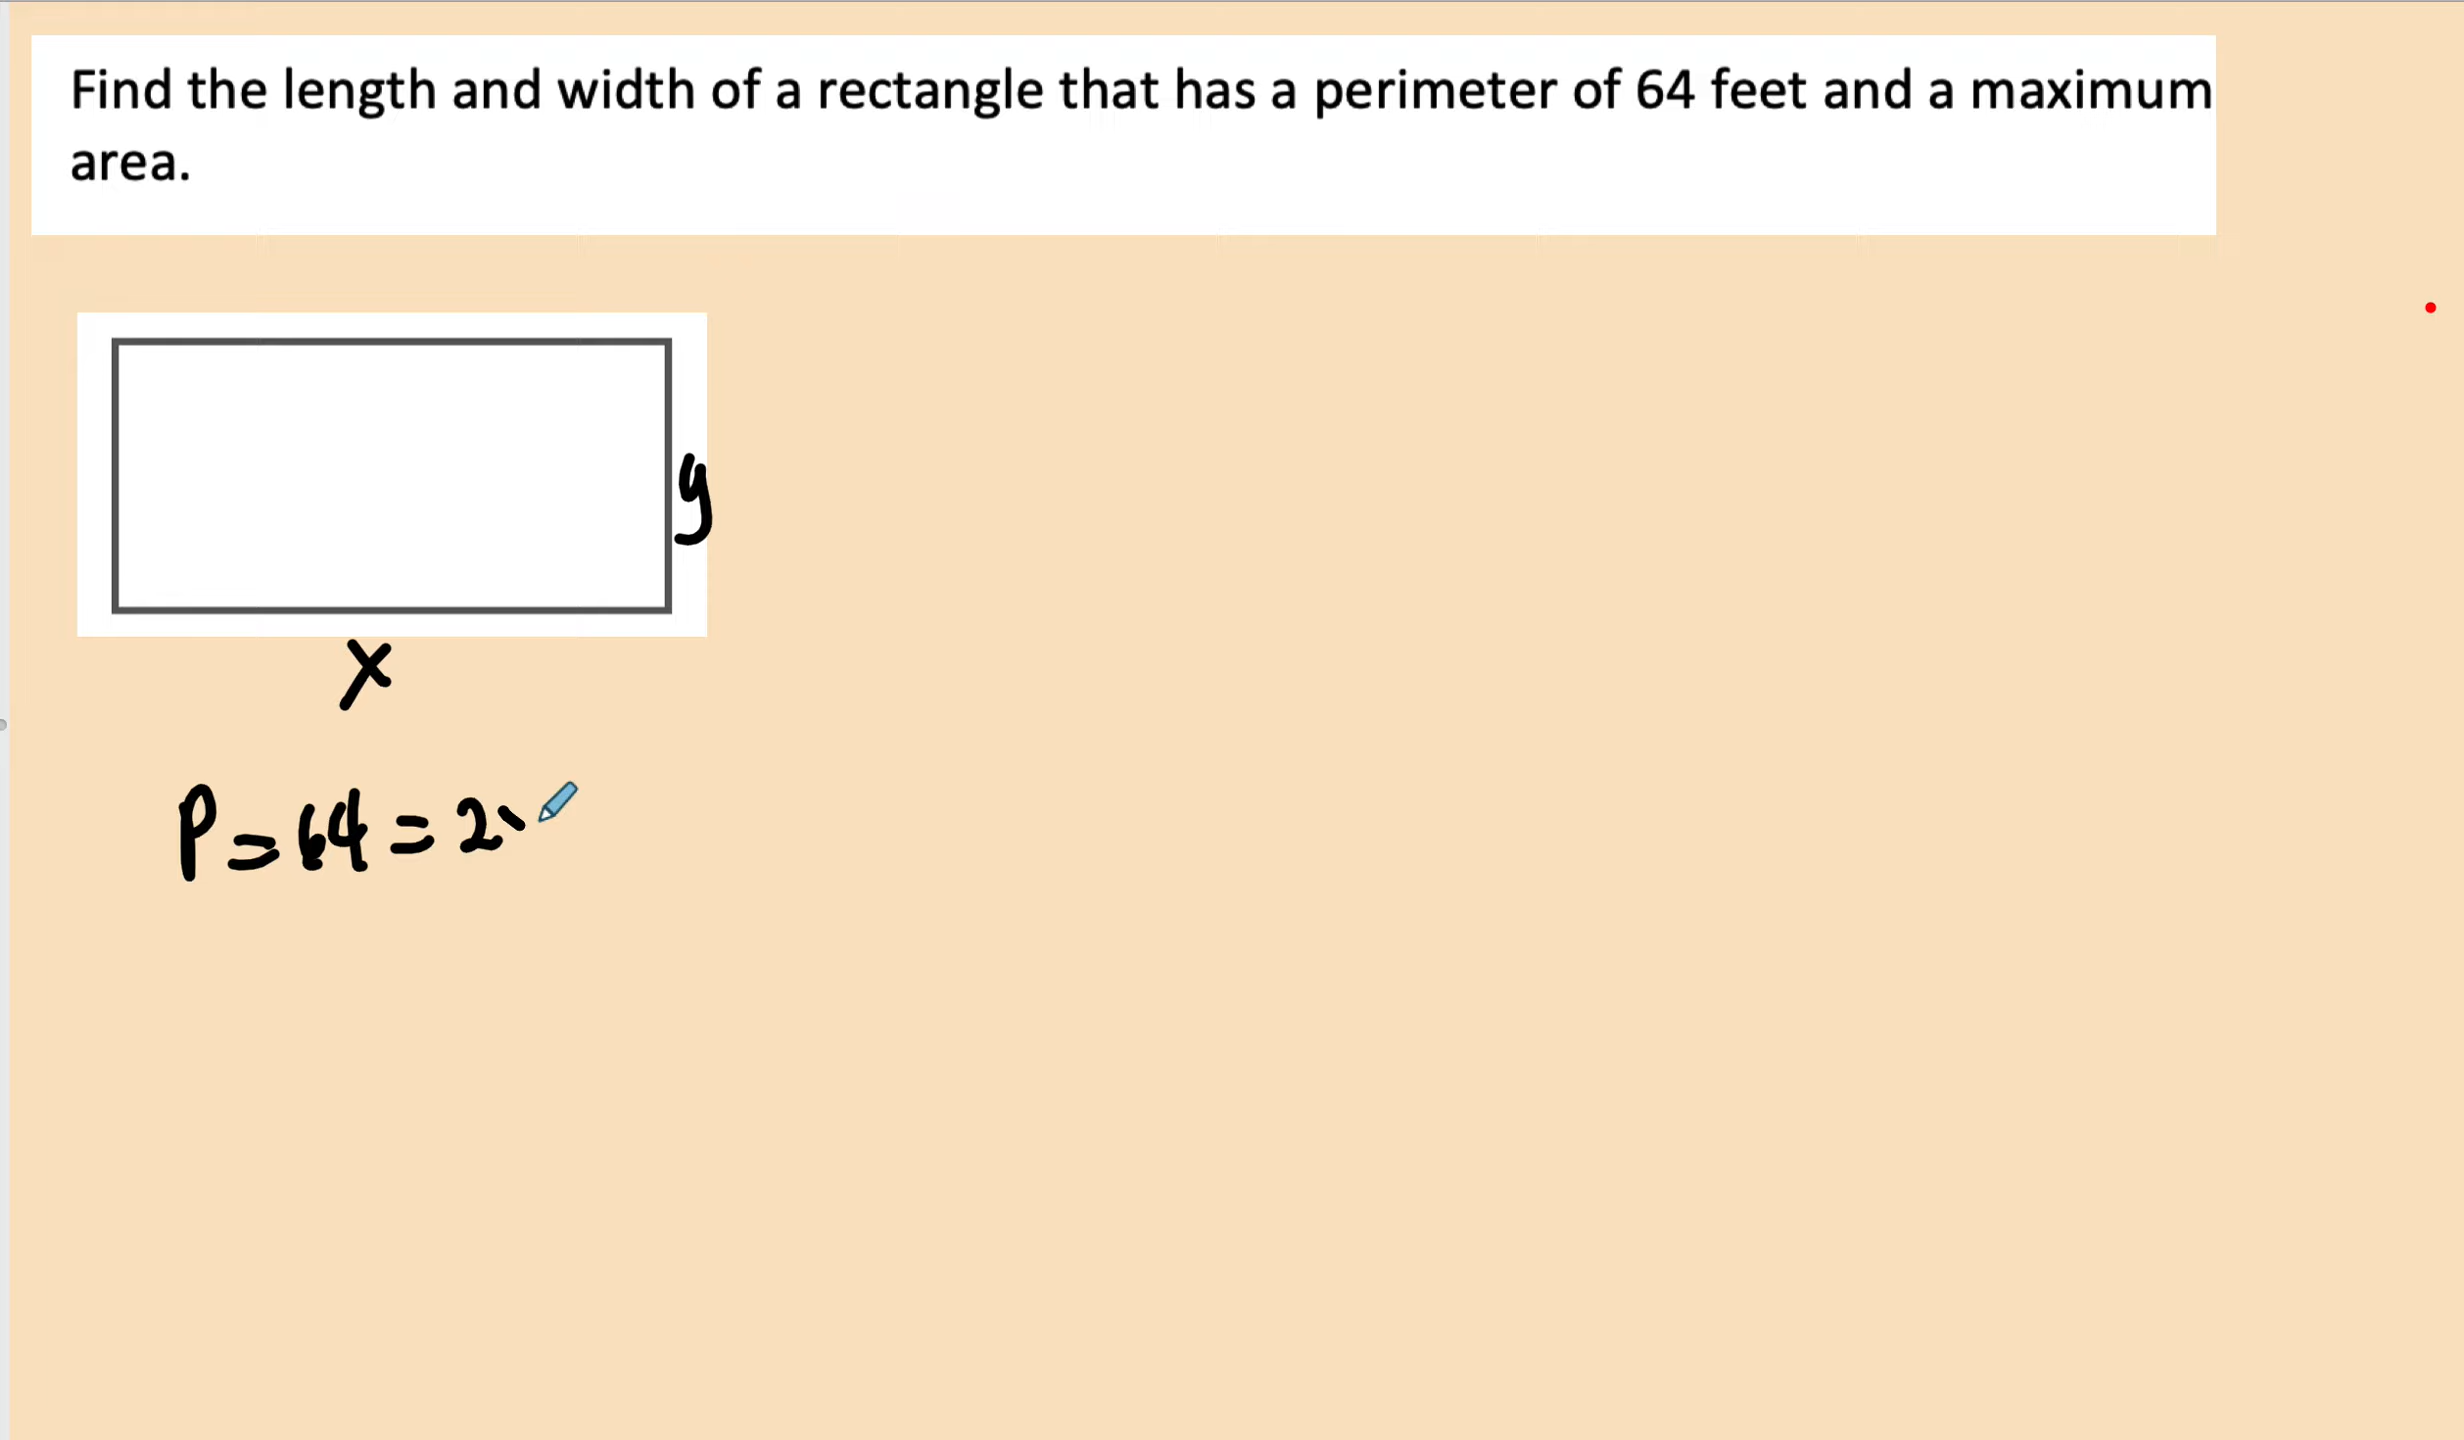 Find the length and width of a rectangle that has a perimeter of 64 feet and a maximum
area.
y
x
P = 64 = 2